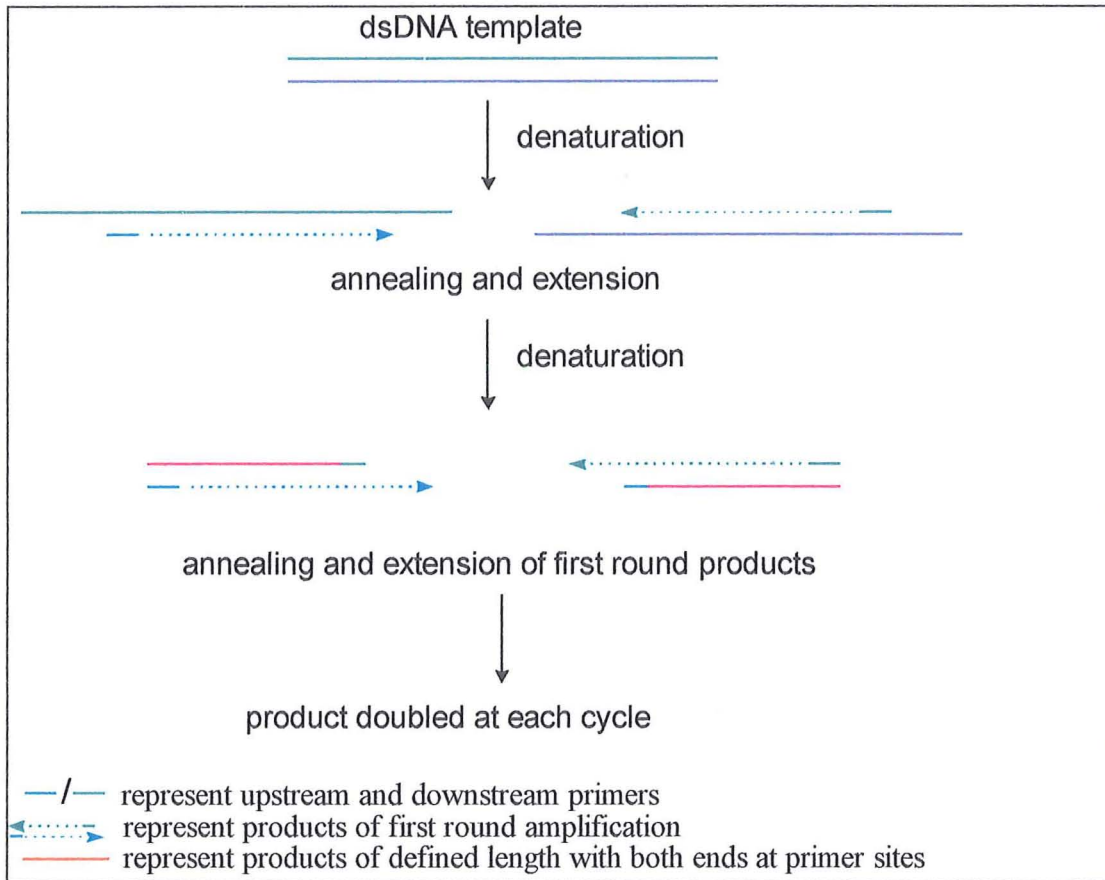 dsDNA template
denaturation
annealing and extension
denaturation
annealing and extension of first round products
product doubled at each cycle
/ represent upstream and downstream primers
represent products of first round amplification
represent products of defined length with both ends at primer sites